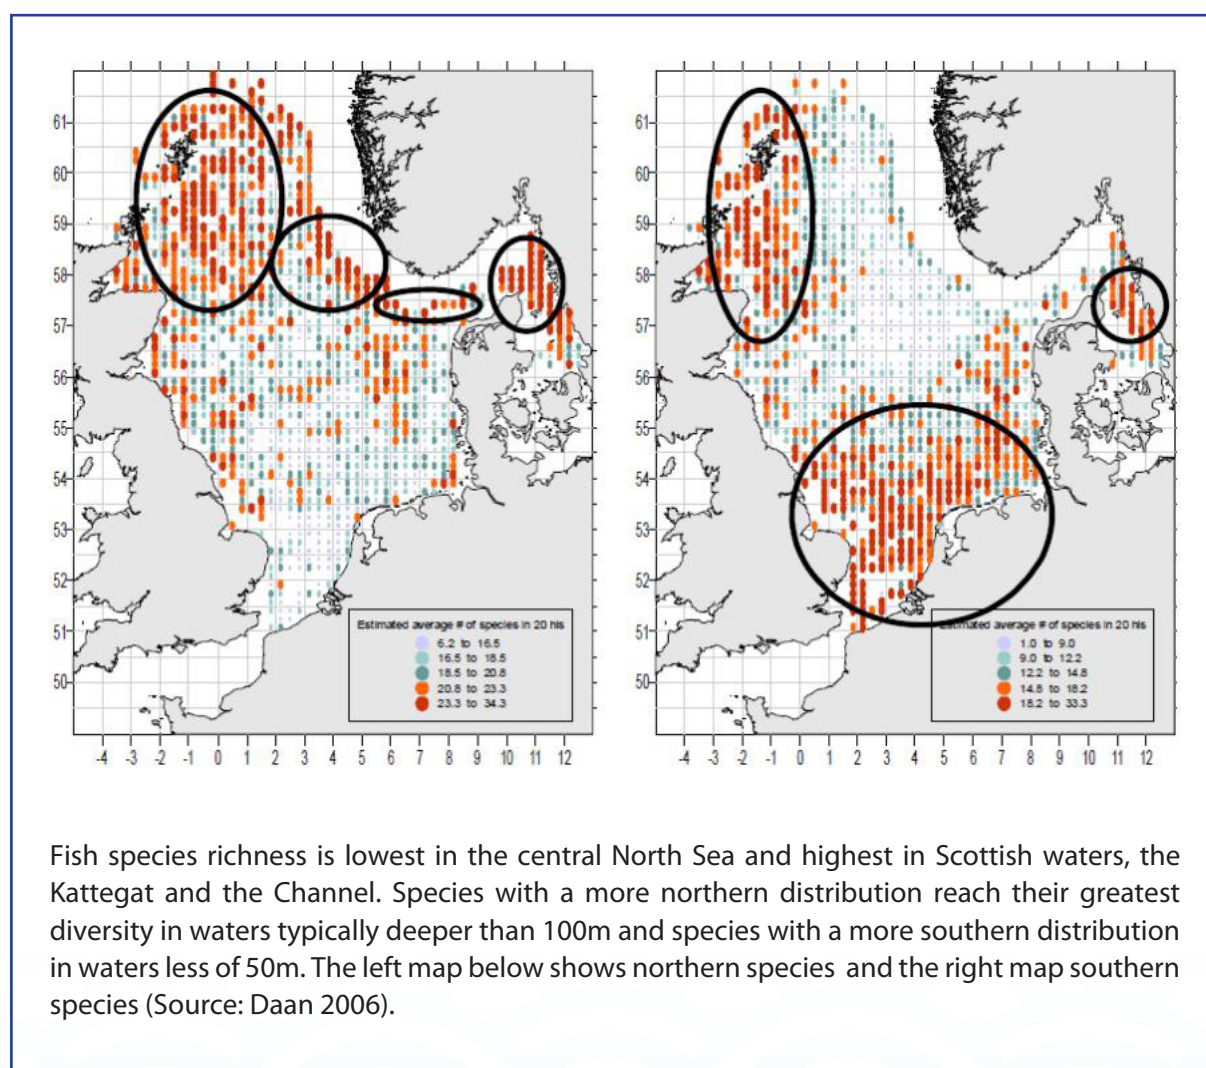 61
60
59
58
57
56
55
54
53
52
51
50
-4 -3 -2 -1 0 1 2 3 4 5 6 7 8 9 10 11 12
Estimated average # of species in 20 hls
6.2 to 16.5
16.5 to 18.5
18.5 to 20.8
20.8 to 23.3
23.3 to 34.3
61
60
59
58
57
56
55
54
53
52
51
50
-4 -3 -2 -1 0 1 2 3 4 5 6 7 8 9 10 11 12
Estimated average # of species in 20 hls
1.0 to 9.0
9.0 to 12.2
12.2 to 14.8
14.8 to 18.2
18.2 to 33.3
Fish species richness is lowest in the central North Sea and highest in Scottish waters, the
Kattegat and the Channel. Species with a more northern distribution reach their greatest
diversity in waters typically deeper than 100m and species with a more southern distribution
in waters less of 50m. The left map below shows northern species and the right map southern
species (Source: Daan 2006).